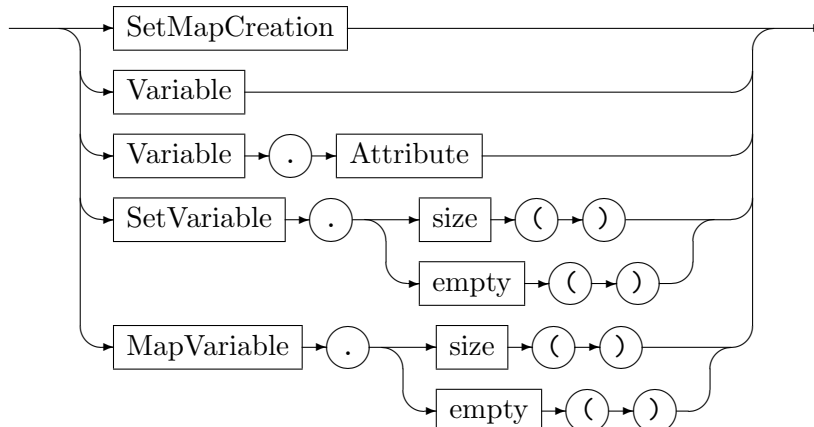 SetMapCreation
Variable
Variable . Attribute
SetVariable . size ( )
empty ( )
MapVariable . size ( )
empty ( )